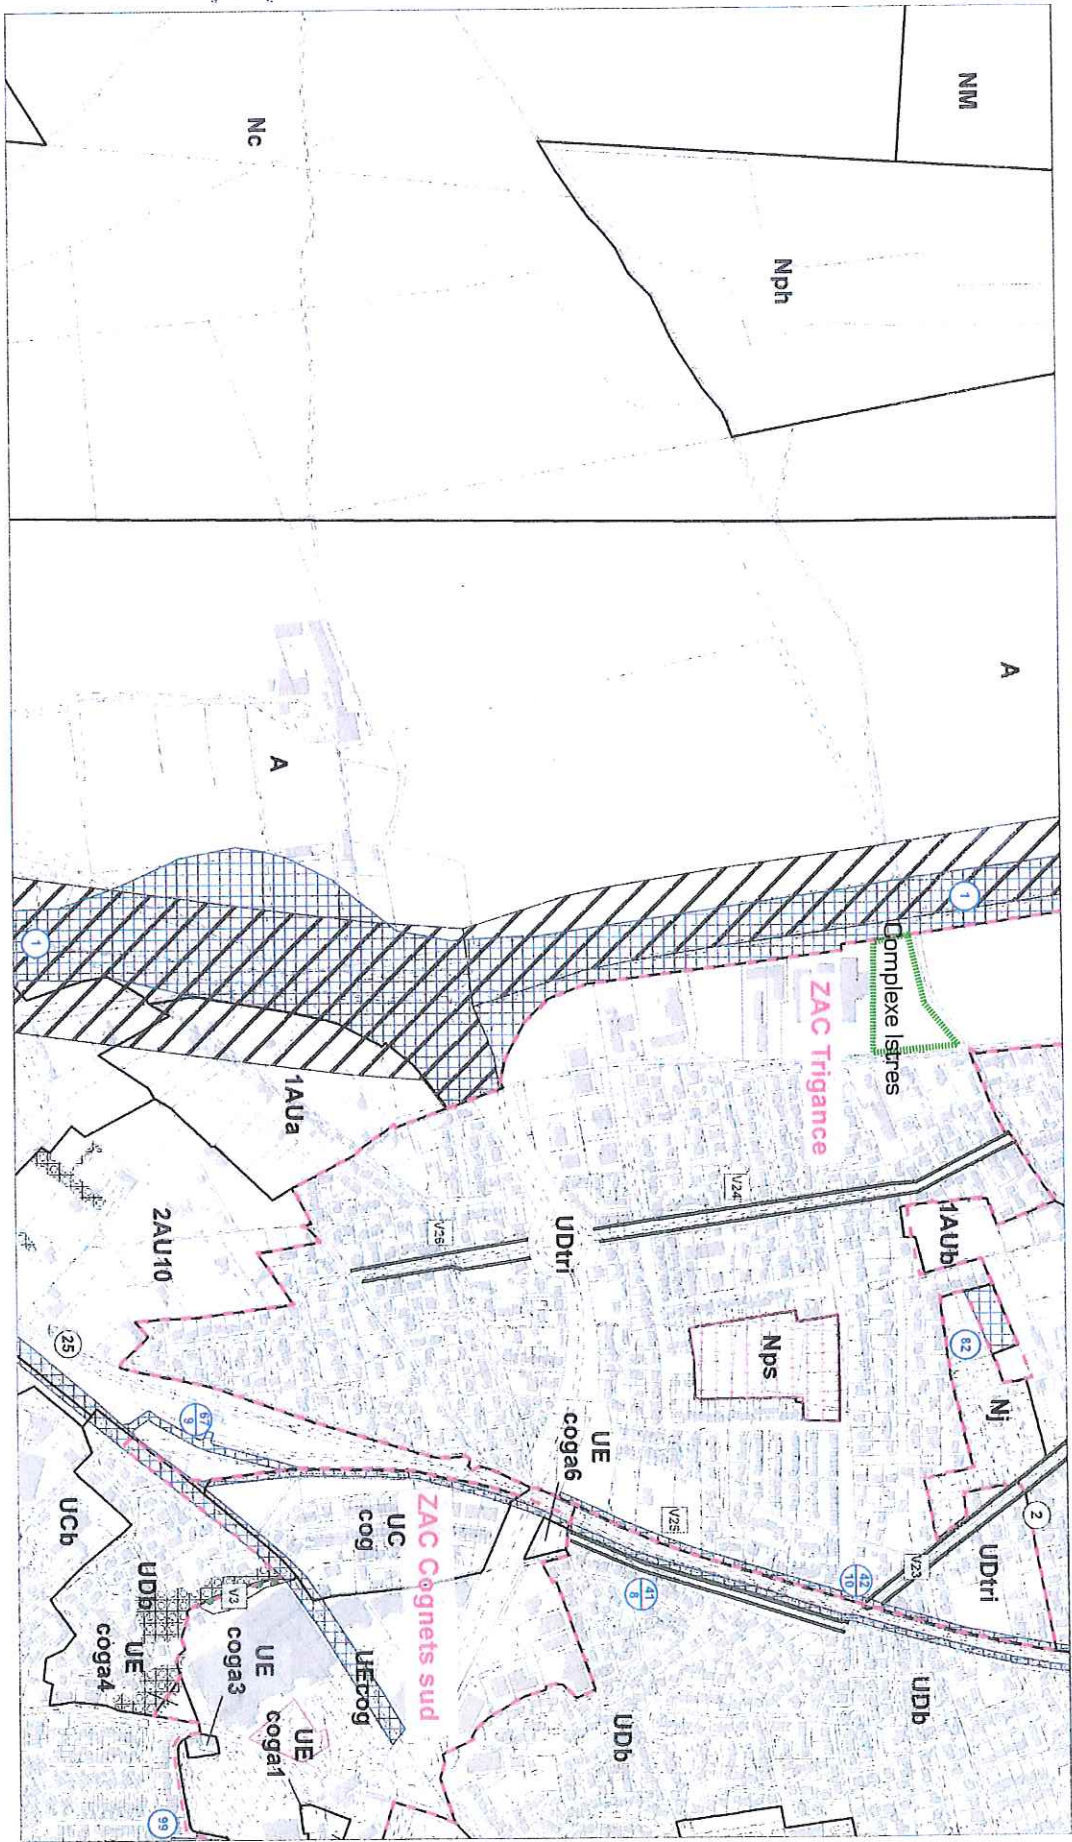 NM
Nc
Nph
A
A
1
1
Complexe Istres
ZAC Trigance
1AUa
V24
1AUb
2AU10
V26
UDtri
Nps
82
Nj
25
67
9
UE
coga6
ZAC Cognets sud
UC
cog
V25
2
V23
UDtri
42
10
41
8
UCb
UDb
V3
UE
coga4
UE
coga3
UEcog
UE
coga1
UDb
UDb
99